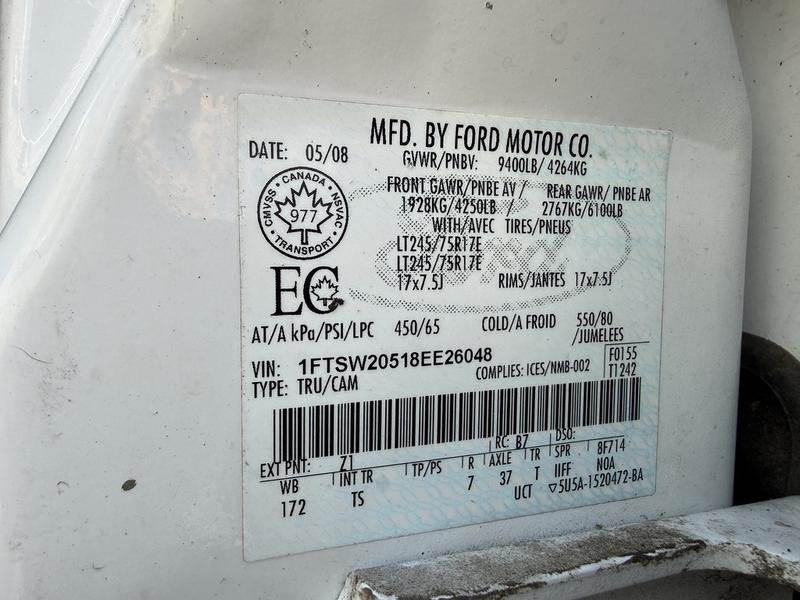 MFD. BY FORD MOTOR CO.
DATE: 05/08 GVWR/PNBV: 9400LB/ 4264KG
FRONT GAWR/PNBE AV / REAR GAWR/ PNBE AR
1928KG/4250LB / 2767KG/6100LB
WITH/AVEC TIRES/PNEUS
LT245/75R17E
LT245/75R17E
17x7.5J RIMS/JANTES 17x7.5J
CMVSS · CANADA · NSVAC
977
· TRANSPORT ·
EC
AT/A kPa/PSI/LPC 450/65 COLD/A FROID 550/80
/JUMELEES
VIN: 1FTSW20518EE26048 F0155
TYPE: TRU/CAM COMPLIES: ICES/NMB-002 T1242
EXT PNT: Z1 RC: B7 DSO:
WB INT TR TP/PS R AXLE TR SPR 8F714
172 TS 7 37 T IIFF NOA
UCT ▽5U5A-1520472-BA